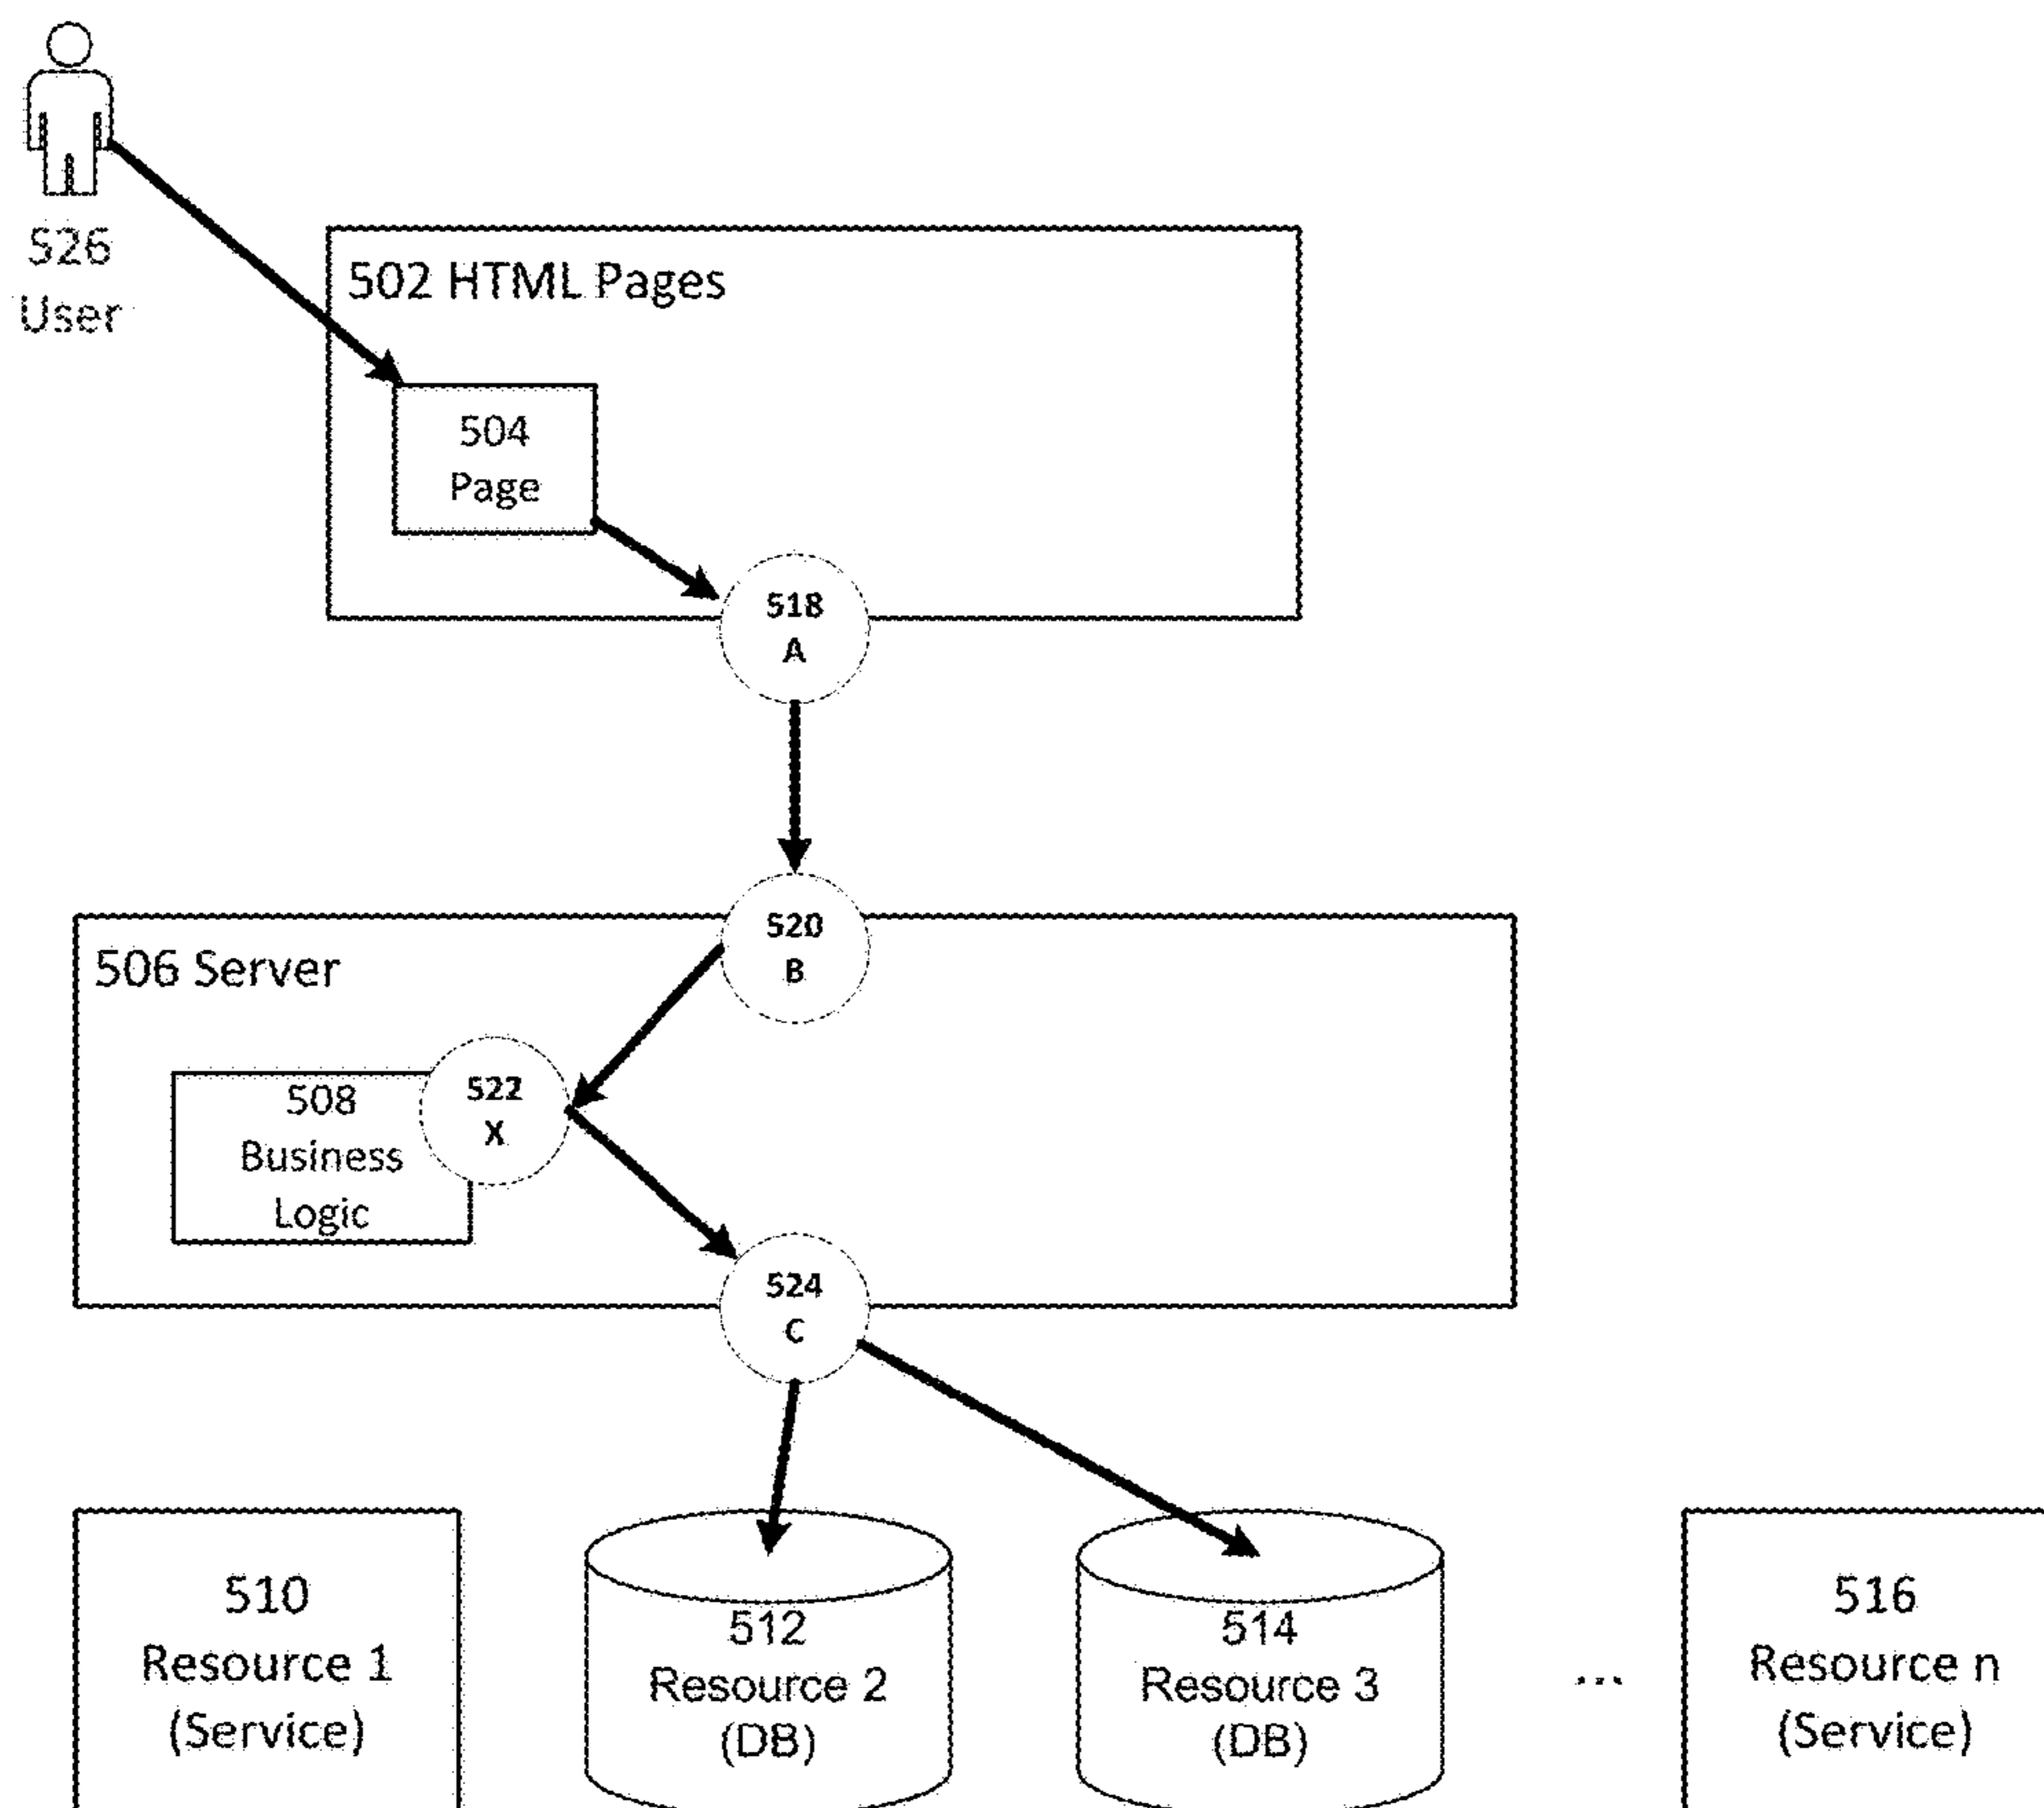 526
User
502 HTML Pages
504
Page
518
A
520
B
506 Server
522
X
508
Business
Logic
524
C
510
Resource 1
(Service)
512
Resource 2
(DB)
514
Resource 3
(DB)
...
516
Resource n
(Service)